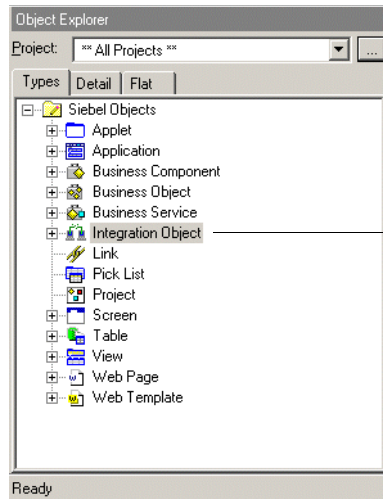 Object Explorer
Project: ** All Projects ** ...
Types Detail Flat
Siebel Objects
Applet
Application
Business Component
Business Object
Business Service
Integration Object
Link
Pick List
Project
Screen
Table
View
Web Page
Web Template
Ready